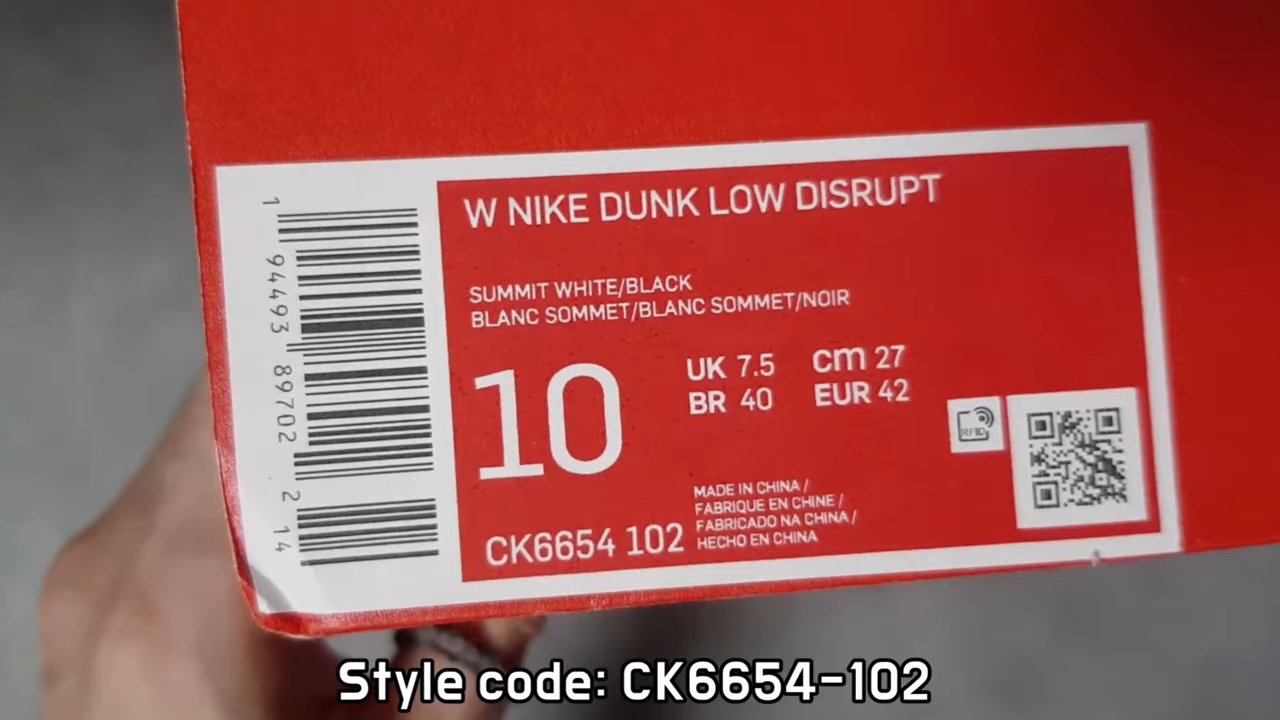 W NIKE DUNK LOW DISRUPT
SUMMIT WHITE/BLACK
BLANC SOMMET/BLANC SOMMET/NOIR
10
UK 7.5 cm 27
BR 40 EUR 42
RFID
MADE IN CHINA /
FABRIQUE EN CHINE /
FABRICADO NA CHINA /
HECHO EN CHINA
CK6654 102
1 94493 89702 2 14
Style code: CK6654-102